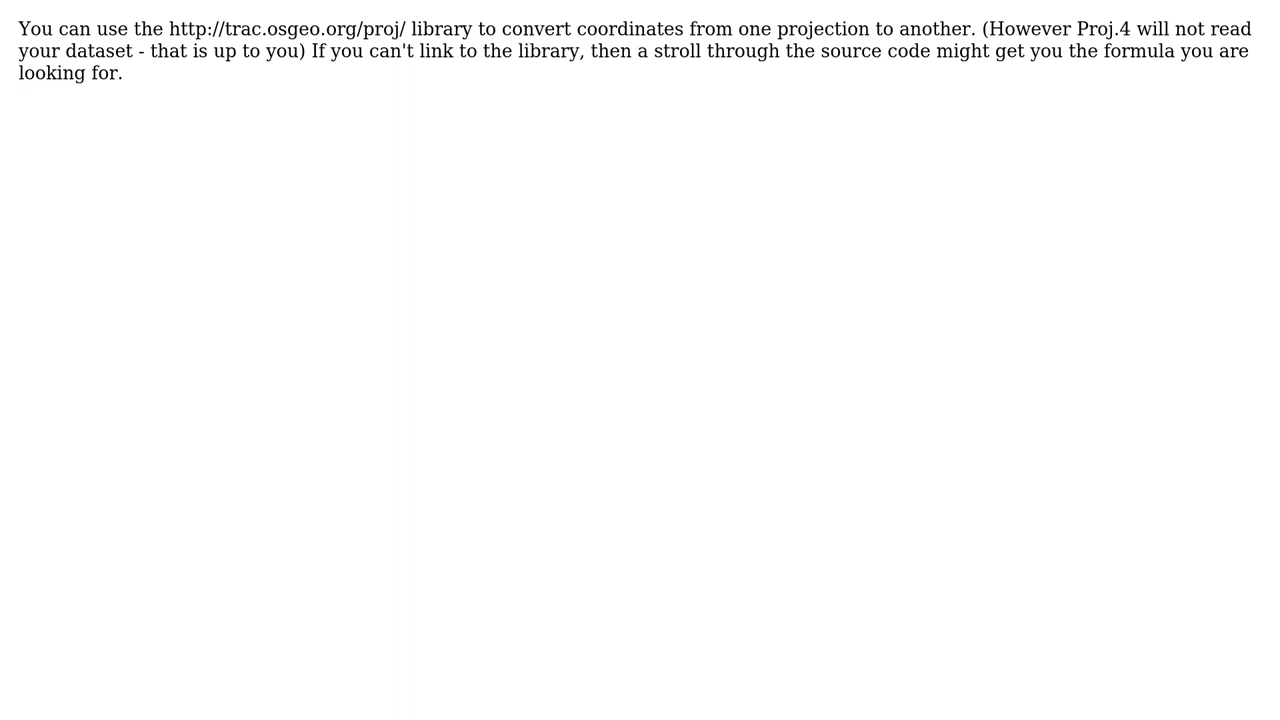 You can use the http://trac.osgeo.org/proj/ library to convert coordinates from one projection to another. (However Proj.4 will not read
your dataset - that is up to you) If you can't link to the library, then a stroll through the source code might get you the formula you are
looking for.